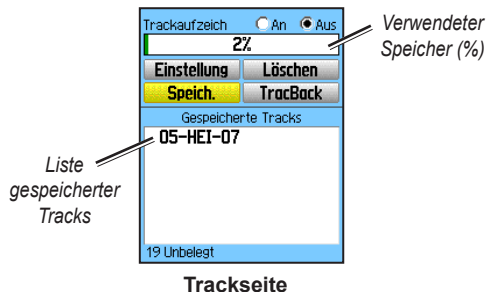 Trackaufzeich An Aus
2%
Einstellung Löschen
Speich. TracBack
Gespeicherte Tracks
05-HEI-07
19 Unbelegt
Verwendeter
Speicher (%)
Liste
gespeicherter
Tracks
Trackseite